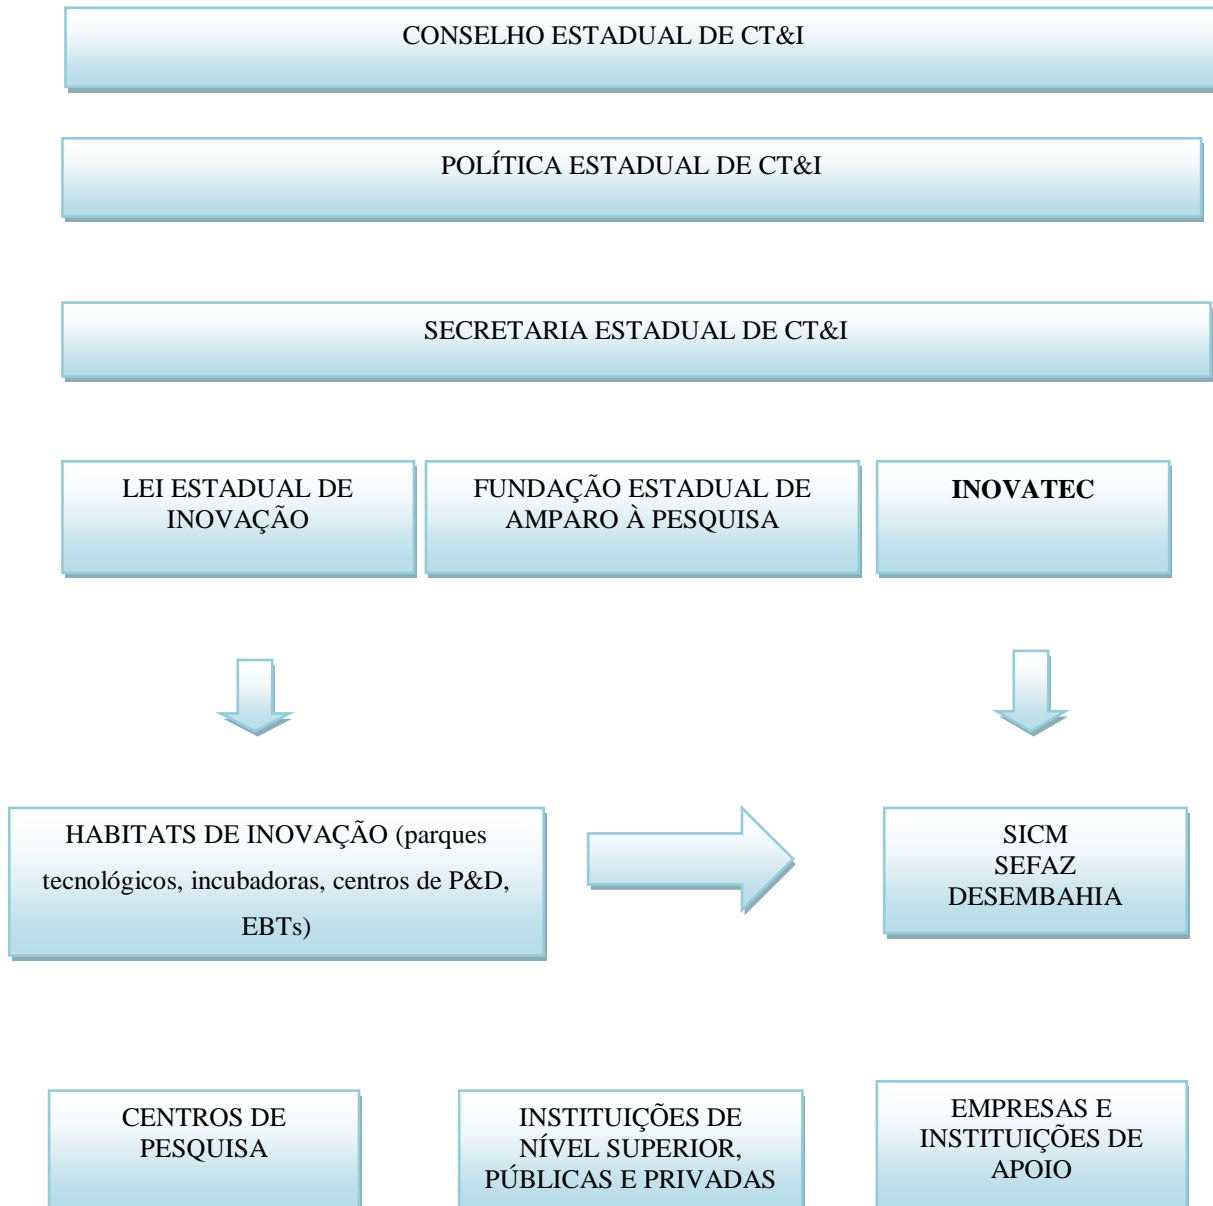 CONSELHO ESTADUAL DE CT&I
POLÍTICA ESTADUAL DE CT&I
SECRETARIA ESTADUAL DE CT&I
LEI ESTADUAL DE
INOVAÇÃO
FUNDAÇÃO ESTADUAL DE
AMPARO À PESQUISA
INOVATEC
HABITATS DE INOVAÇÃO (parques
tecnológicos, incubadoras, centros de P&D,
EBTs)
SICM
SEFAZ
DESEMBAHIA
CENTROS DE
PESQUISA
INSTITUIÇÕES DE
NÍVEL SUPERIOR,
PÚBLICAS E PRIVADAS
EMPRESAS E
INSTITUIÇÕES DE
APOIO